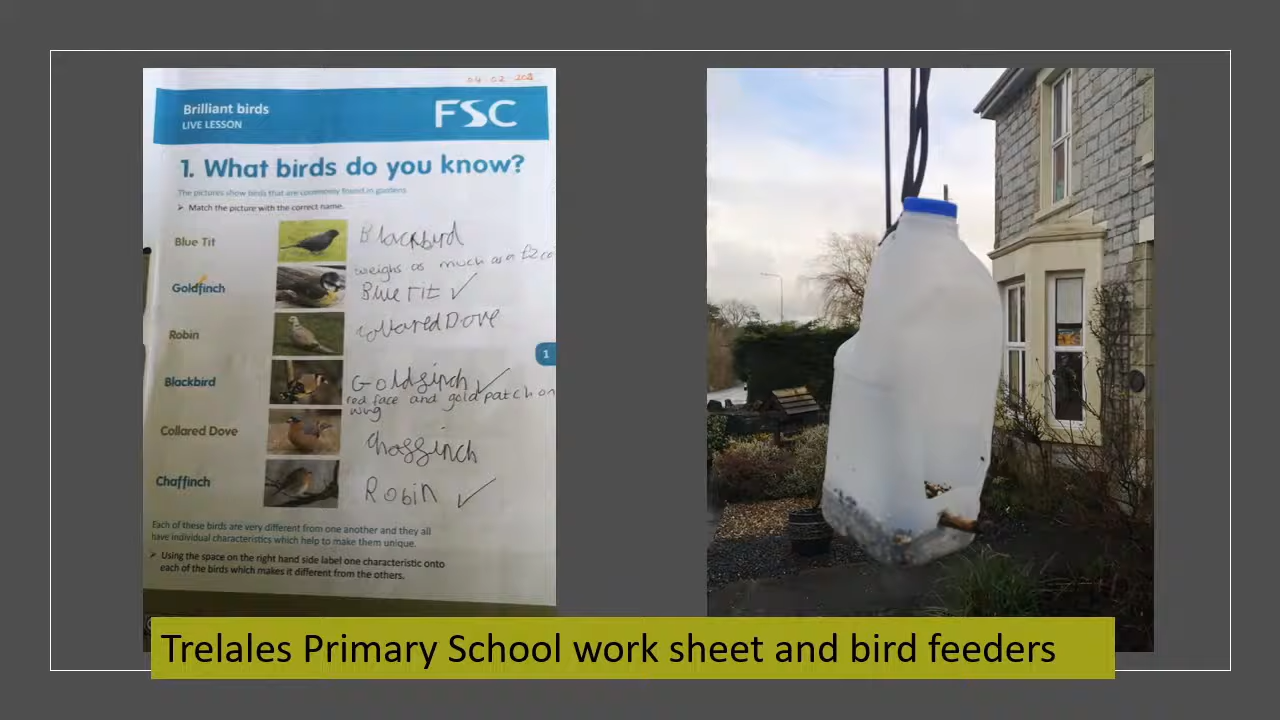 04 02 202
Brilliant birds
LIVE LESSON
FSC
1. What birds do you know?
The pictures show birds that are commonly found in gardens.
➤ Match the picture with the correct name.
Blue Tit
Blackbird
weighs as much as a £2 co
Goldfinch
Blue Tit ✓
Robin
Collared Dove
Blackbird
Goldfinch ✓
red face and gold patch on
wing
Collared Dove
Chaffinch
Chaffinch
Robin ✓
1
Each of these birds are very different from one another and they all
have individual characteristics which help to make them unique.
➤ Using the space on the right hand side label one characteristic onto
each of the birds which makes it different from the others.
Trelales Primary School work sheet and bird feeders